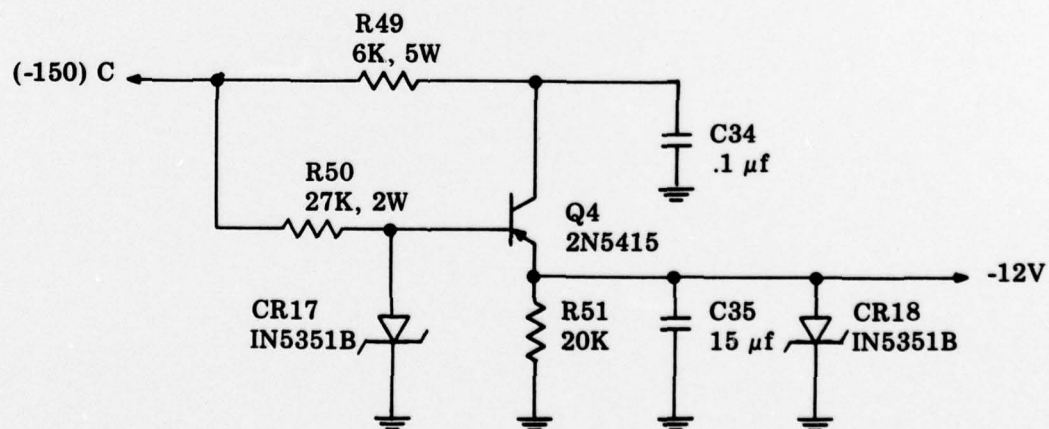 R49
6K, 5W
(-150) C
C34
.1 μf
R50
27K, 2W
Q4
2N5415
-12V
CR17
IN5351B
R51
20K
C35
15 μf
CR18
IN5351B